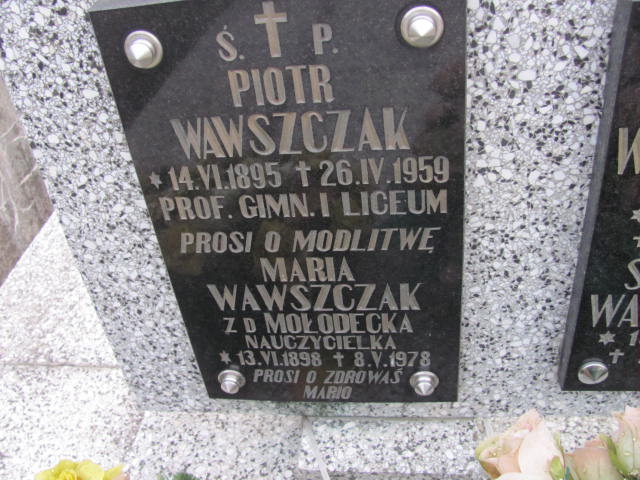 Ś. P.
PIOTR
WAWSZCZAK
* 14.VI.1895 † 26.IV.1959
PROF. GIMN. I LICEUM
PROSI O MODLITWĘ
MARIA
WAWSZCZAK
Z D MOŁODECKA
NAUCZYCIELKA
* 13.VI.1898 † 8.V.1978
PROSI O ZDROWAŚ
MARIO